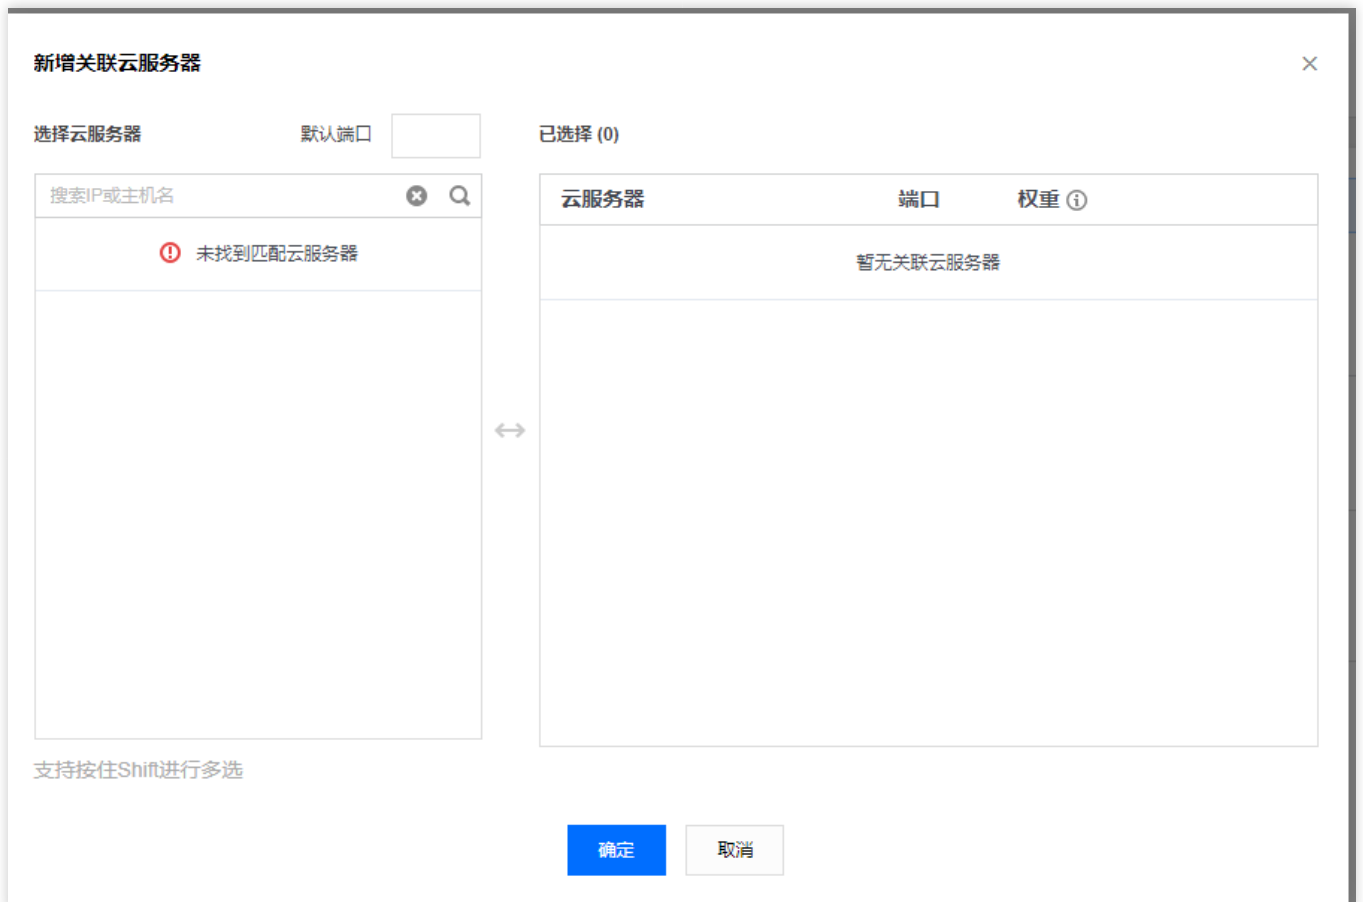 新增关联云服务器
选择云服务器 默认端口
搜索IP或主机名
未找到匹配云服务器
支持按住Shift进行多选
已选择 (0)
云服务器 端口 权重
暂无关联云服务器
确定 取消